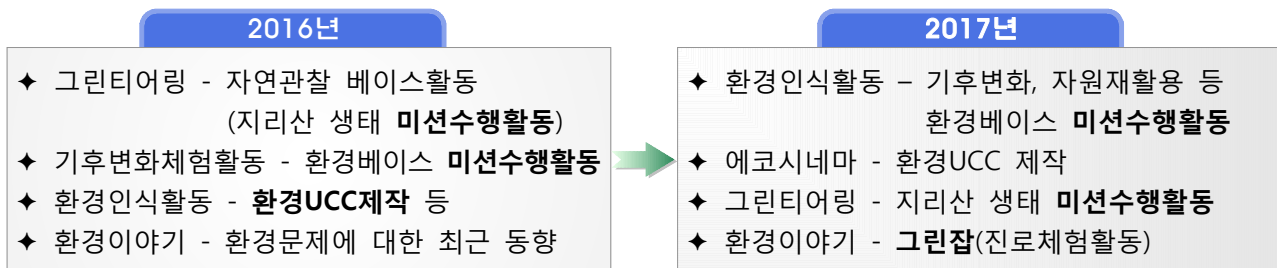 2016년
✦ 그린티어링 - 자연관찰 베이스활동
(지리산 생태 미션수행활동)
✦ 기후변화체험활동 - 환경베이스 미션수행활동
✦ 환경인식활동 - 환경UCC제작 등
✦ 환경이야기 - 환경문제에 대한 최근 동향
2017년
✦ 환경인식활동 – 기후변화, 자원재활용 등
환경베이스 미션수행활동
✦ 에코시네마 - 환경UCC 제작
✦ 그린티어링 - 지리산 생태 미션수행활동
✦ 환경이야기 - 그린잡(진로체험활동)